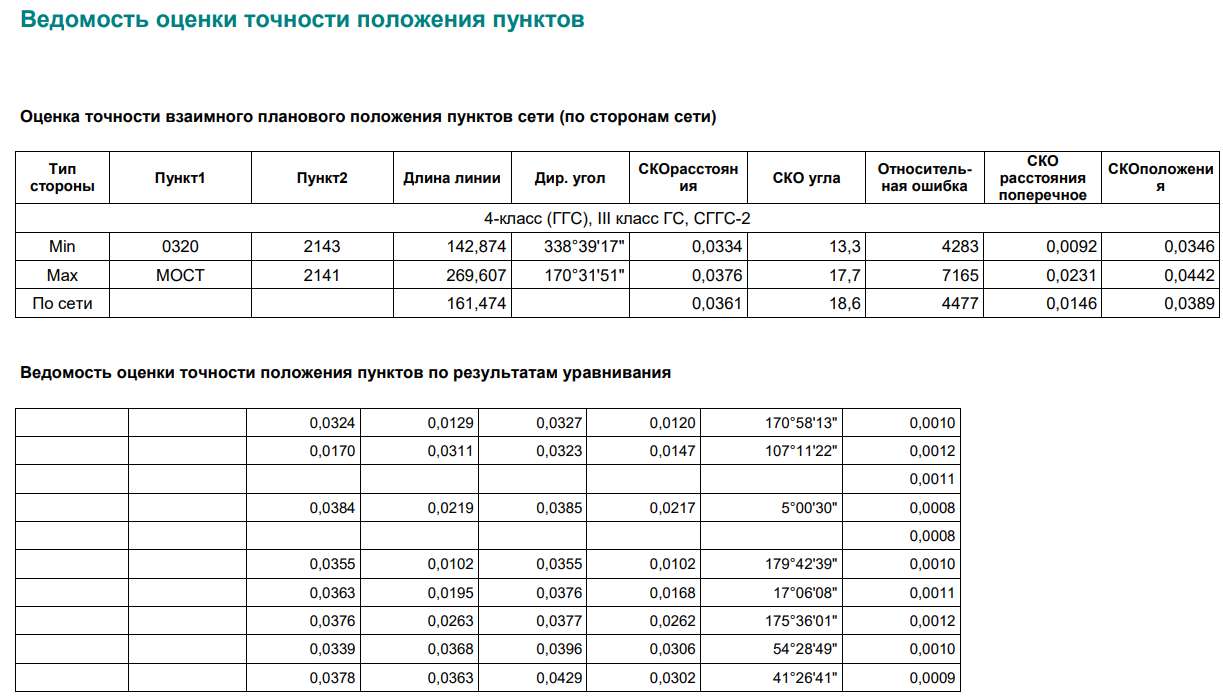 Ведомость оценки точности положения пунктов
Оценка точности взаимного планового положения пунктов сети (по сторонам сети)
Тип стороны Пункт1 Пункт2 Длина линии Дир. угол СКОрасстоян ия СКО угла Относитель- ная ошибка СКО расстояния поперечное СКОположени я
4-класс (ГГС), III класс ГС, СГГС-2
Min 0320 2143 142,874 338°39'17" 0,0334 13,3 4283 0,0092 0,0346
Max МОСТ 2141 269,607 170°31'51" 0,0376 17,7 7165 0,0231 0,0442
По сети 161,474 0,0361 18,6 4477 0,0146 0,0389
Ведомость оценки точности положения пунктов по результатам уравнивания
0,0324 0,0129 0,0327 0,0120 170°58'13" 0,0010
0,0170 0,0311 0,0323 0,0147 107°11'22" 0,0012
0,0011
0,0384 0,0219 0,0385 0,0217 5°00'30" 0,0008
0,0008
0,0355 0,0102 0,0355 0,0102 179°42'39" 0,0010
0,0363 0,0195 0,0376 0,0168 17°06'08" 0,0011
0,0376 0,0263 0,0377 0,0262 175°36'01" 0,0012
0,0339 0,0368 0,0396 0,0306 54°28'49" 0,0010
0,0378 0,0363 0,0429 0,0302 41°26'41" 0,0009